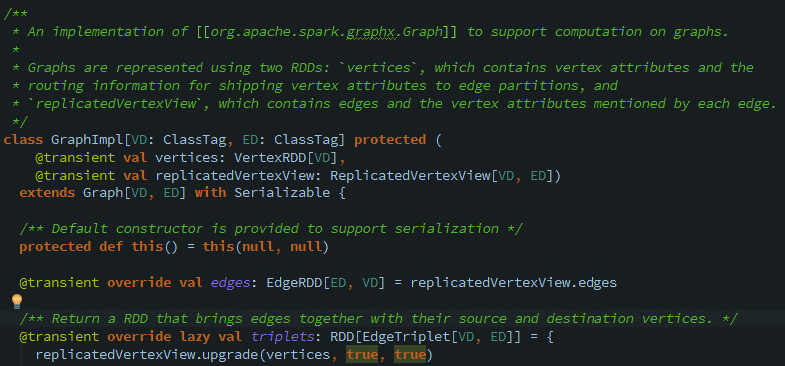 /**
 * An implementation of [[org.apache.spark.graphx.Graph]] to support computation on graphs.
 *
 * Graphs are represented using two RDDs: `vertices`, which contains vertex attributes and the
 * routing information for shipping vertex attributes to edge partitions, and
 * `replicatedVertexView`, which contains edges and the vertex attributes mentioned by each edge.
 */
class GraphImpl[VD: ClassTag, ED: ClassTag] protected (
    @transient val vertices: VertexRDD[VD],
    @transient val replicatedVertexView: ReplicatedVertexView[VD, ED])
  extends Graph[VD, ED] with Serializable {

  /** Default constructor is provided to support serialization */
  protected def this() = this(null, null)

  @transient override val edges: EdgeRDD[ED, VD] = replicatedVertexView.edges

  /** Return a RDD that brings edges together with their source and destination vertices. */
  @transient override lazy val triplets: RDD[EdgeTriplet[VD, ED]] = {
    replicatedVertexView.upgrade(vertices, true, true)